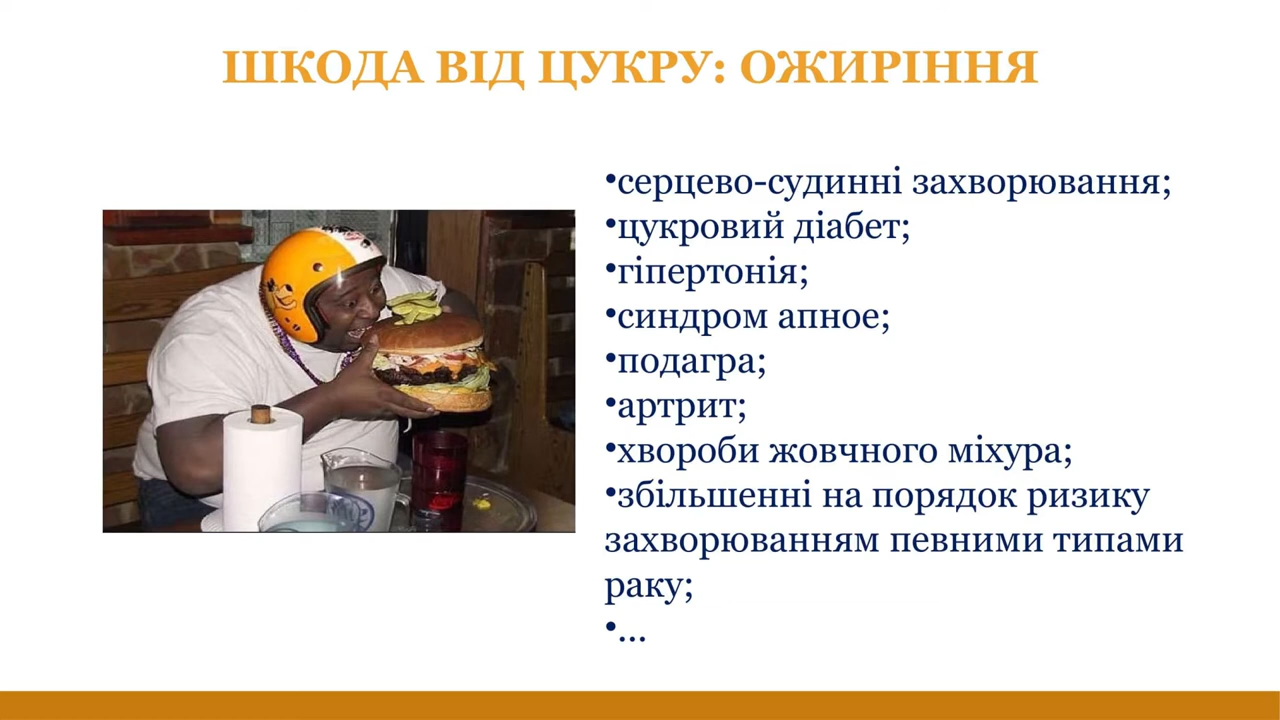 ШКОДА ВІД ЦУКРУ: ОЖИРІННЯ
•серцево-судинні захворювання;
•цукровий діабет;
•гіпертонія;
•синдром апное;
•подагра;
•артрит;
•хвороби жовчного міхура;
•збільшенні на порядок ризику
захворюванням певними типами
раку;
•...